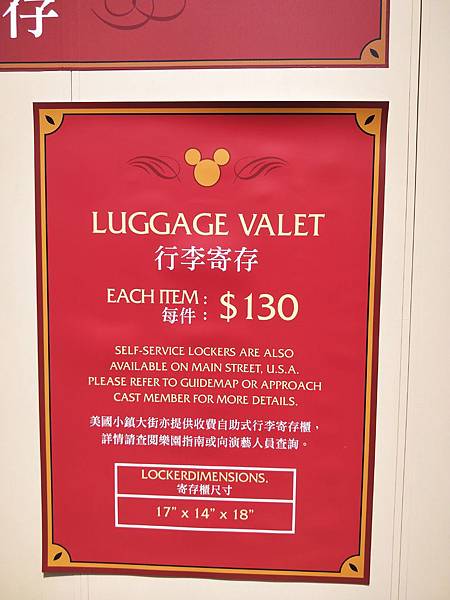 存
LUGGAGE VALET
行李寄存
EACH ITEM :
每件 : $130
SELF-SERVICE LOCKERS ARE ALSO
AVAILABLE ON MAIN STREET, U.S.A.
PLEASE REFER TO GUIDEMAP OR APPROACH
CAST MEMBER FOR MORE DETAILS.
美國小鎮大街亦提供收費自助式行李寄存櫃，
詳情請查閱樂園指南或向演藝人員查詢。
LOCKERDIMENSIONS.
寄存櫃尺寸
17” x 14” x 18”